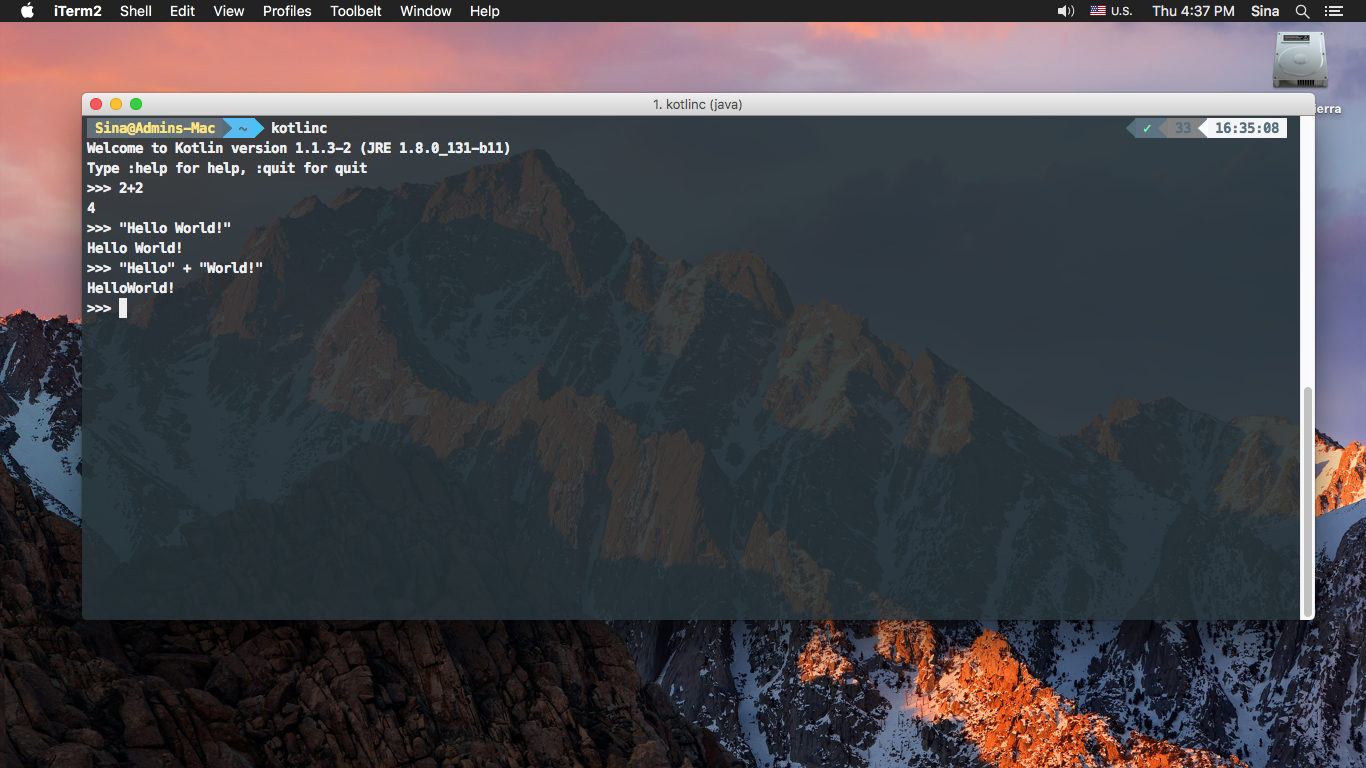 iTerm2 Shell Edit View Profiles Toolbelt Window Help U.S. Thu 4:37 PM Sina
1. kotlinc (java)
Sina@Admins-Mac ~ kotlinc ✓ 33 16:35:08
Welcome to Kotlin version 1.1.3-2 (JRE 1.8.0_131-b11)
Type :help for help, :quit for quit
>>> 2+2
4
>>> "Hello World!"
Hello World!
>>> "Hello" + "World!"
HelloWorld!
>>>